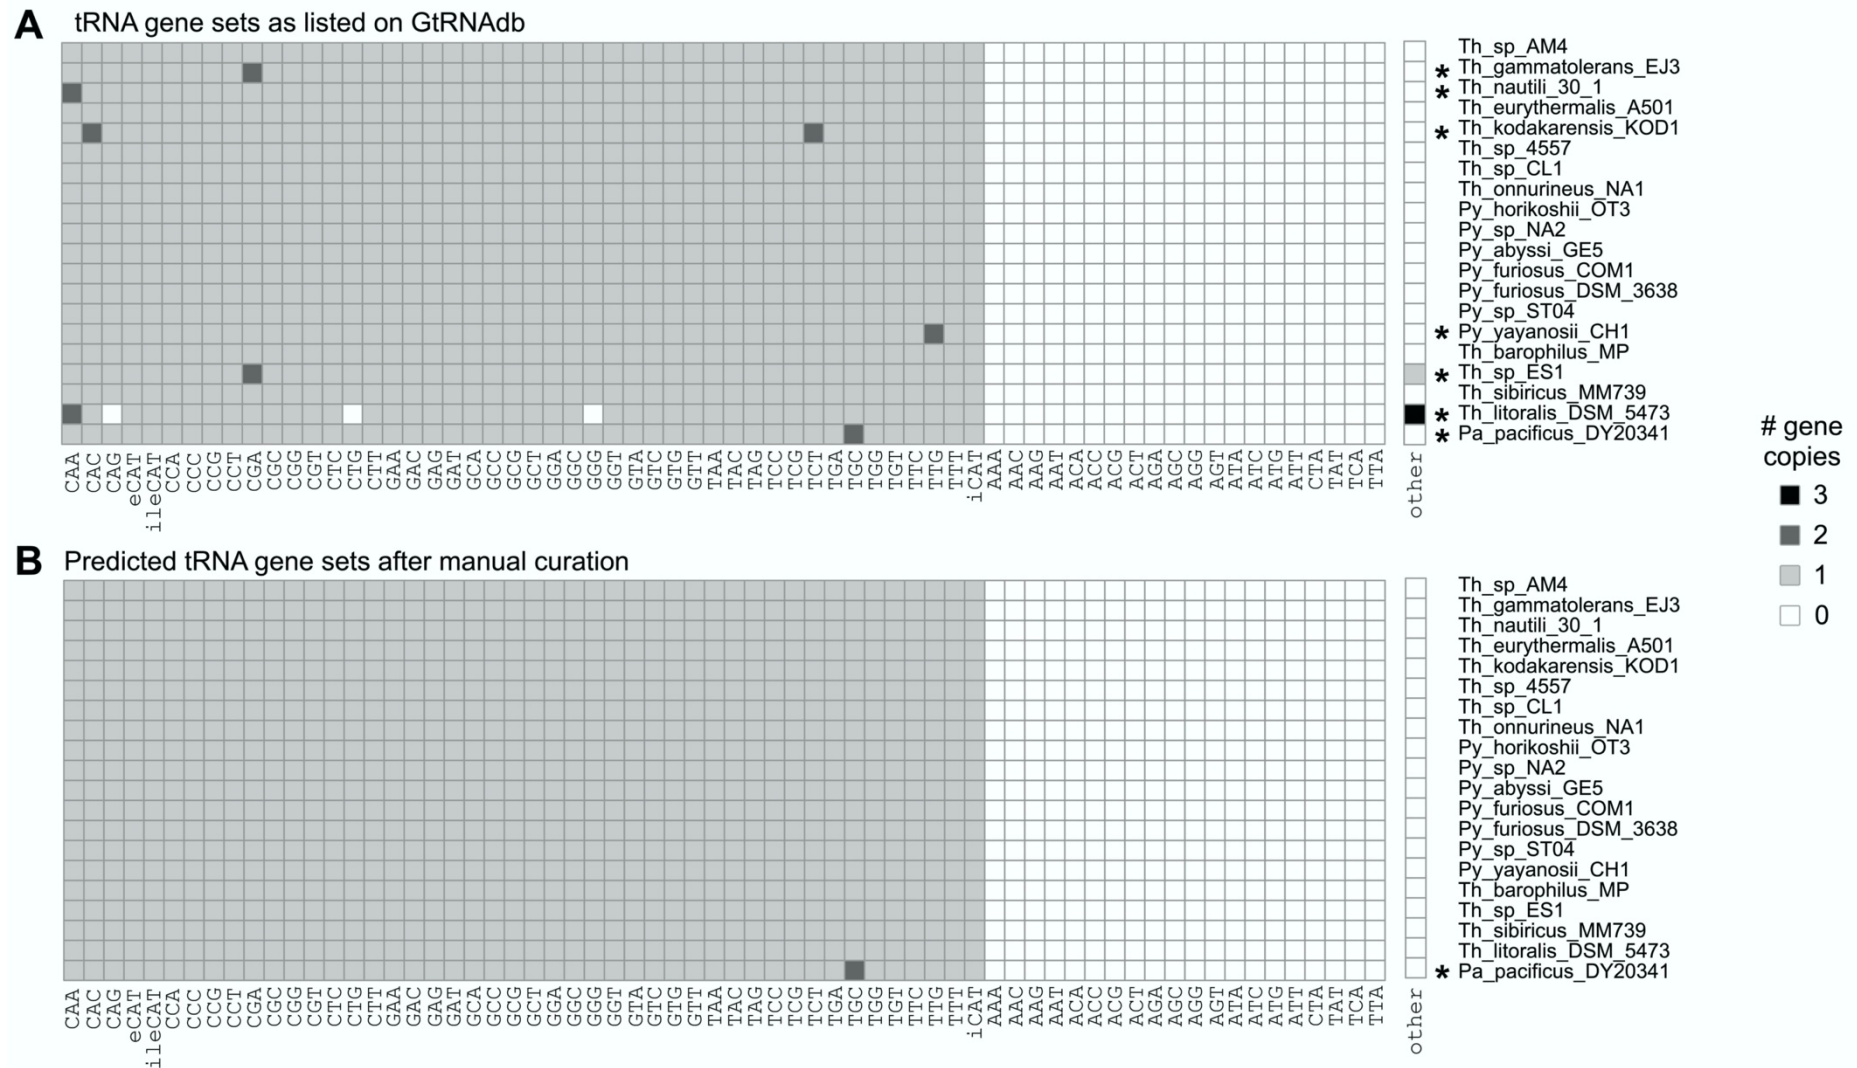 A tRNA gene sets as listed on GtRNAdb
Th_sp_AM4
* Th_gammatolerans_EJ3
* Th_nautili_30_1
Th_eurythermalis_A501
* Th_kodakarensis_KOD1
Th_sp_4557
Th_sp_CL1
Th_onnurineus_NA1
Py_horikoshii_OT3
Py_sp_NA2
Py_abyssi_GE5
Py_furiosus_COM1
Py_furiosus_DSM_3638
Py_sp_ST04
* Py_yayanosii_CH1
Th_barophilus_MP
* Th_sp_ES1
Th_sibiricus_MM739
* Th_litoralis_DSM_5473
* Pa_pacificus_DY20341
CAA CAC CAG eCAT ileCAT CCA CCC CCG CCT CGA CGC CGG CGT CTC CTG CTT GAA GAC GAG GAT GCA GCC GCG GCT GGA GGC GGG GGT GTA GTC GTG GTT TAA TAC TAG TCC TCG TCT TGA TGC TGG TGT TTC TTG TTT iCAT AAA AAC AAG AAT ACA ACC ACG ACT AGA AGC AGG AGT ATA ATC ATG ATT CTA TAT TCA TTA other
# gene
copies
3
2
1
0
B Predicted tRNA gene sets after manual curation
Th_sp_AM4
Th_gammatolerans_EJ3
Th_nautili_30_1
Th_eurythermalis_A501
Th_kodakarensis_KOD1
Th_sp_4557
Th_sp_CL1
Th_onnurineus_NA1
Py_horikoshii_OT3
Py_sp_NA2
Py_abyssi_GE5
Py_furiosus_COM1
Py_furiosus_DSM_3638
Py_sp_ST04
Py_yayanosii_CH1
Th_barophilus_MP
Th_sp_ES1
Th_sibiricus_MM739
Th_litoralis_DSM_5473
* Pa_pacificus_DY20341
CAA CAC CAG eCAT ileCAT CCA CCC CCG CCT CGA CGC CGG CGT CTC CTG CTT GAA GAC GAG GAT GCA GCC GCG GCT GGA GGC GGG GGT GTA GTC GTG GTT TAA TAC TAG TCC TCG TCT TGA TGC TGG TGT TTC TTG TTT iCAT AAA AAC AAG AAT ACA ACC ACG ACT AGA AGC AGG AGT ATA ATC ATG ATT CTA TAT TCA TTA other